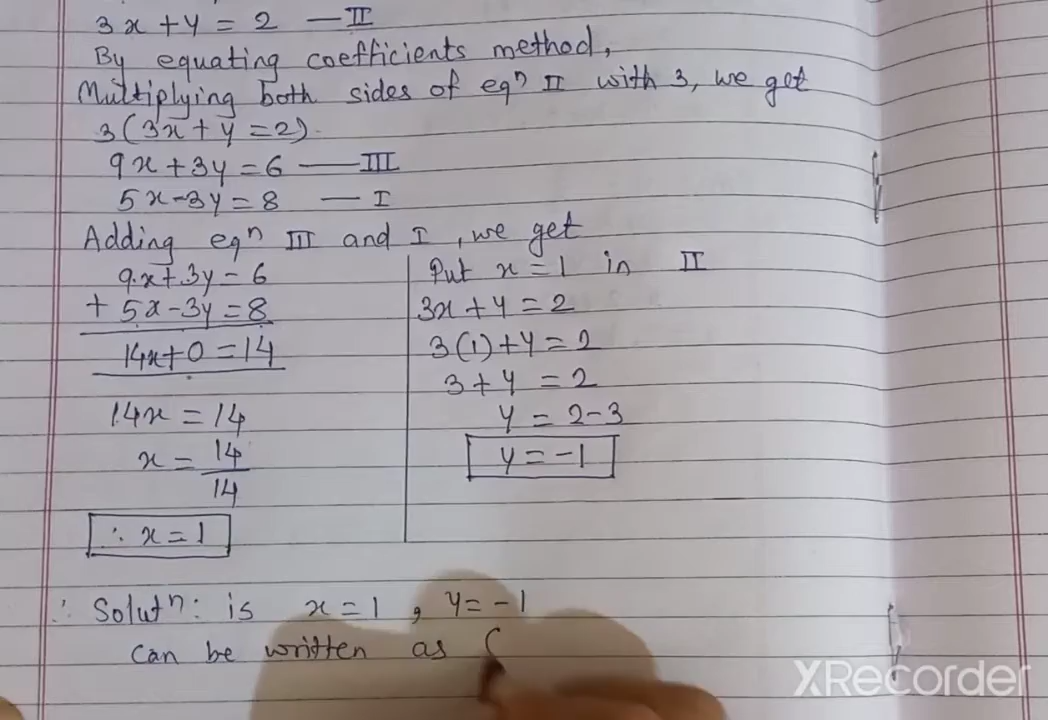 3x + y = 2 — II
By equating coefficients method,
Multiplying both sides of eqⁿ II with 3, we get
3(3x + y = 2)
9x + 3y = 6 — III
5x - 3y = 8 — I
Adding eqⁿ III and I, we get
9x + 3y = 6
+ 5x - 3y = 8
14x + 0 = 14
14x = 14
x = 14/14
∴ x = 1
Put x = 1 in II
3x + y = 2
3(1) + y = 2
3 + y = 2
y = 2 - 3
y = -1
∴ Solutⁿ: is x = 1 , y = -1
can be written as (
XRecorder